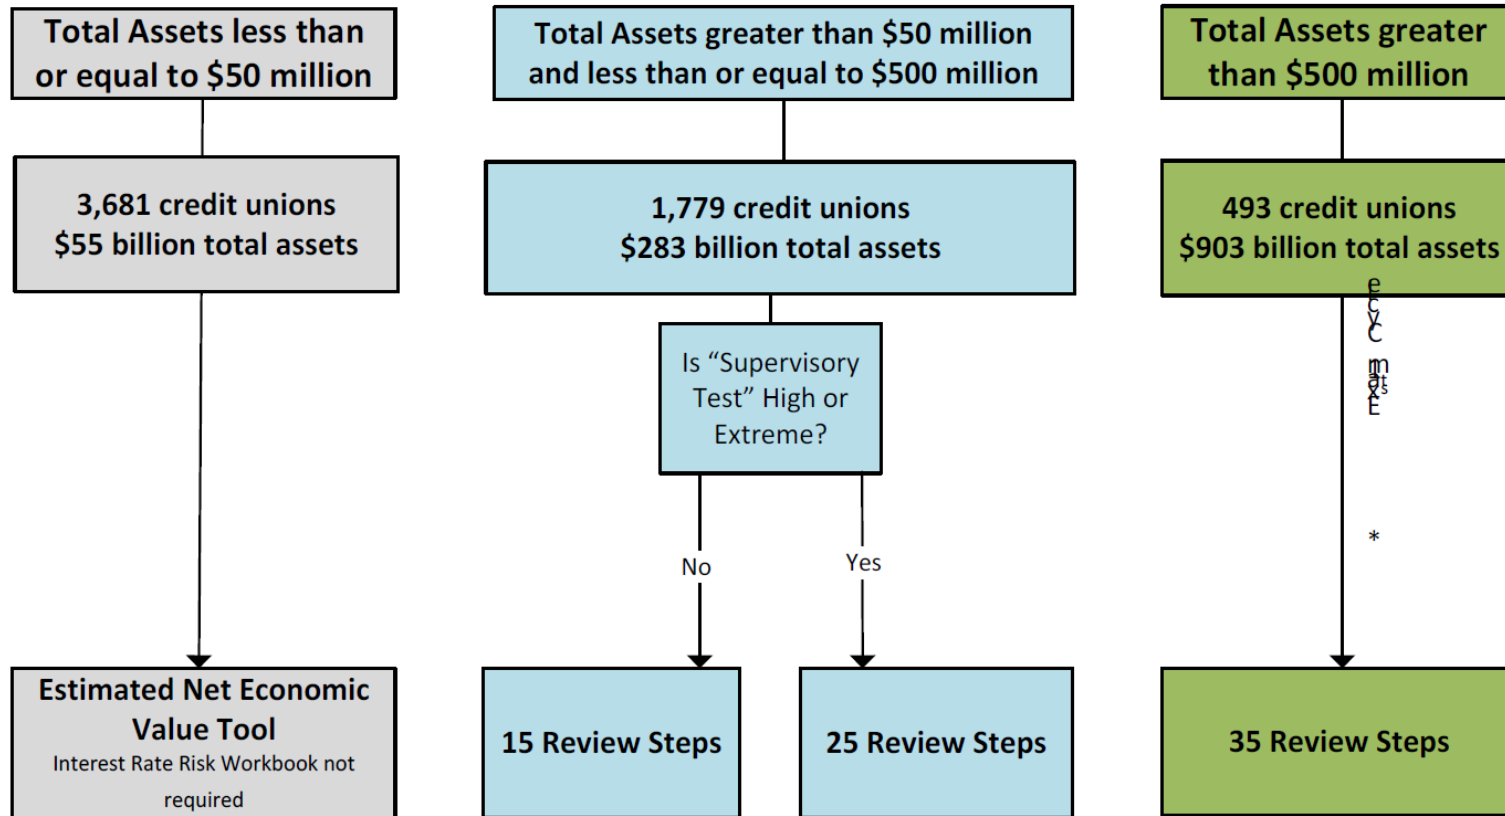 Total Assets less than
or equal to $50 million
3,681 credit unions
$55 billion total assets
Estimated Net Economic
Value Tool
Interest Rate Risk Workbook not
required
Total Assets greater than $50 million
and less than or equal to $500 million
1,779 credit unions
$283 billion total assets
Is “Supervisory
Test” High or
Extreme?
No
Yes
15 Review Steps
25 Review Steps
Total Assets greater
than $500 million
493 credit unions
$903 billion total assets
*
35 Review Steps